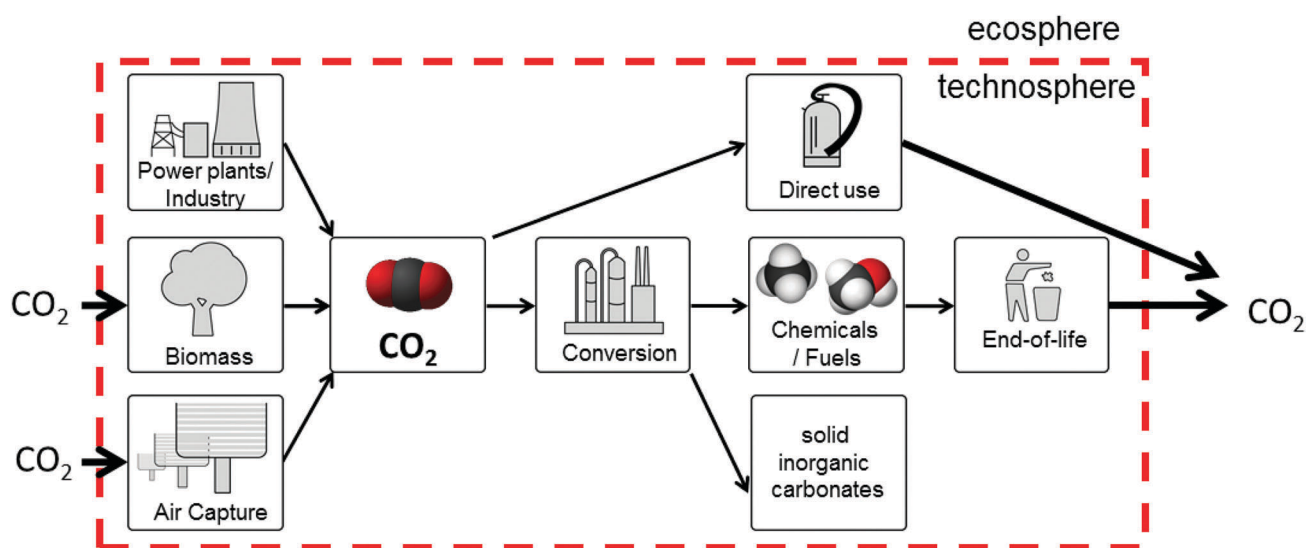 ecosphere
technosphere
Power plants/
Industry
Direct use
CO₂
Biomass
CO₂
Conversion
Chemicals
/ Fuels
End-of-life
CO₂
CO₂
Air Capture
solid
inorganic
carbonates